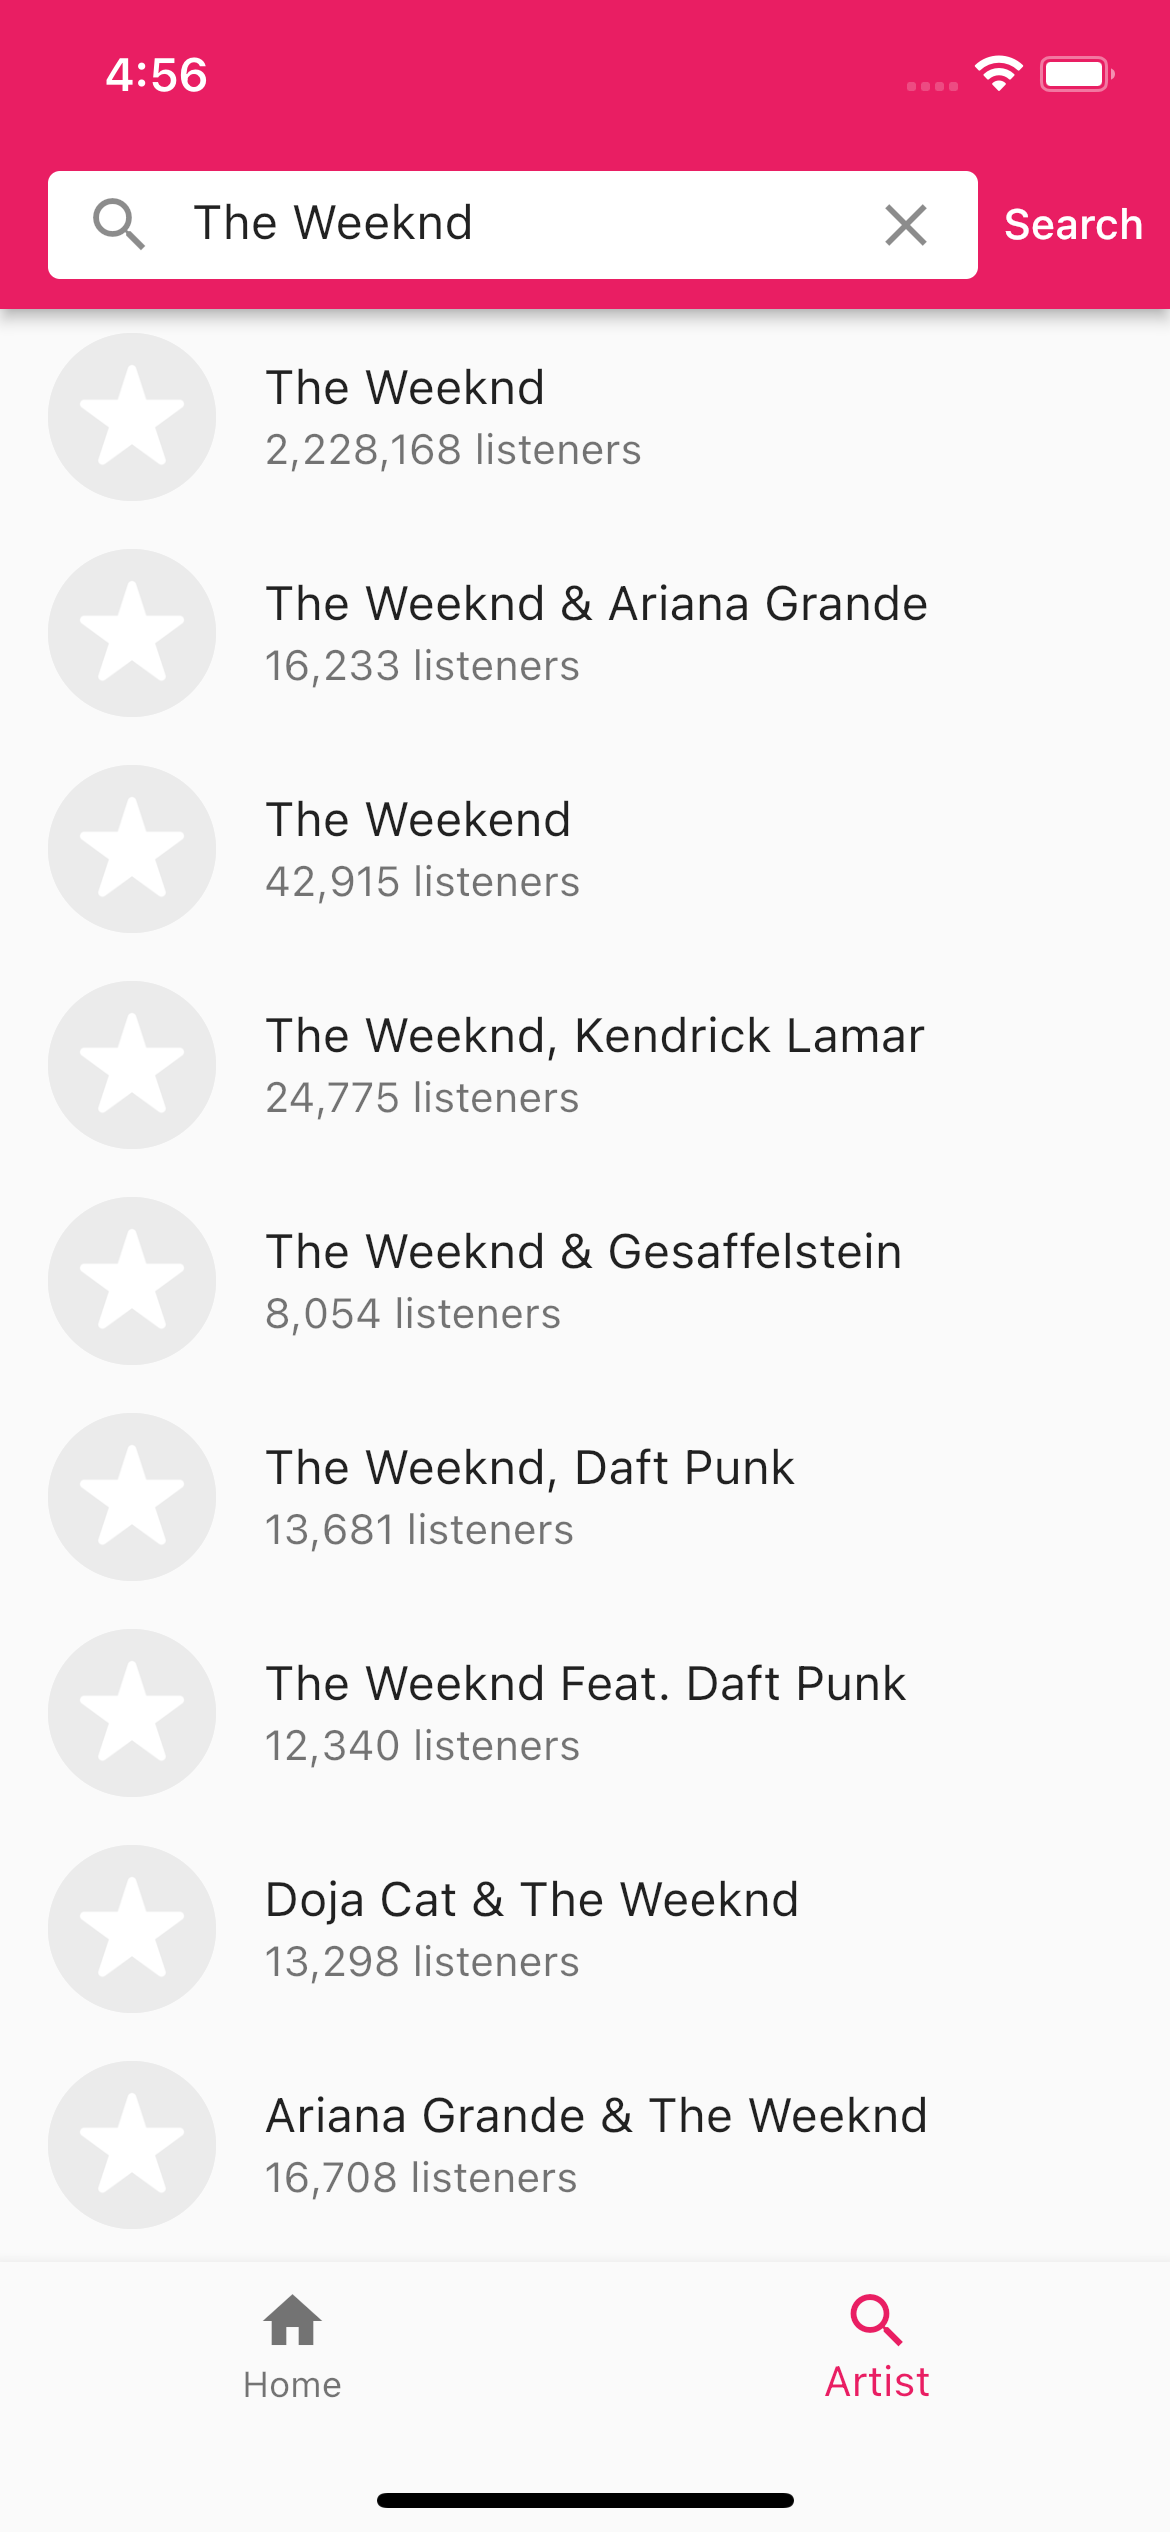 4:56
The Weeknd
Search
The Weeknd
2,228,168 listeners
The Weeknd & Ariana Grande
16,233 listeners
The Weekend
42,915 listeners
The Weeknd, Kendrick Lamar
24,775 listeners
The Weeknd & Gesaffelstein
8,054 listeners
The Weeknd, Daft Punk
13,681 listeners
The Weeknd Feat. Daft Punk
12,340 listeners
Doja Cat & The Weeknd
13,298 listeners
Ariana Grande & The Weeknd
16,708 listeners
Home
Artist